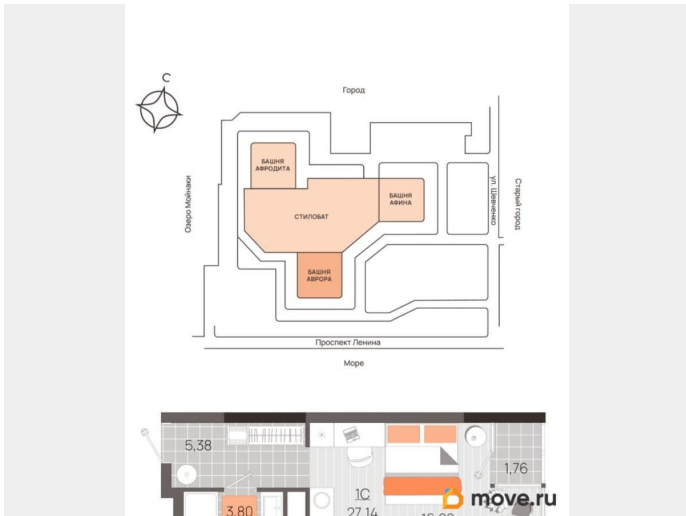 С
Город
БАШНЯ
АФРОДИТА
БАШНЯ
АФИНА
СТИЛОБАТ
БАШНЯ
АВРОРА
Озеро Мойнаки
ул. Шевченко
Старый город
Проспект Ленина
Море
5,38
1,76
1С
27,14
3,80
move.ru